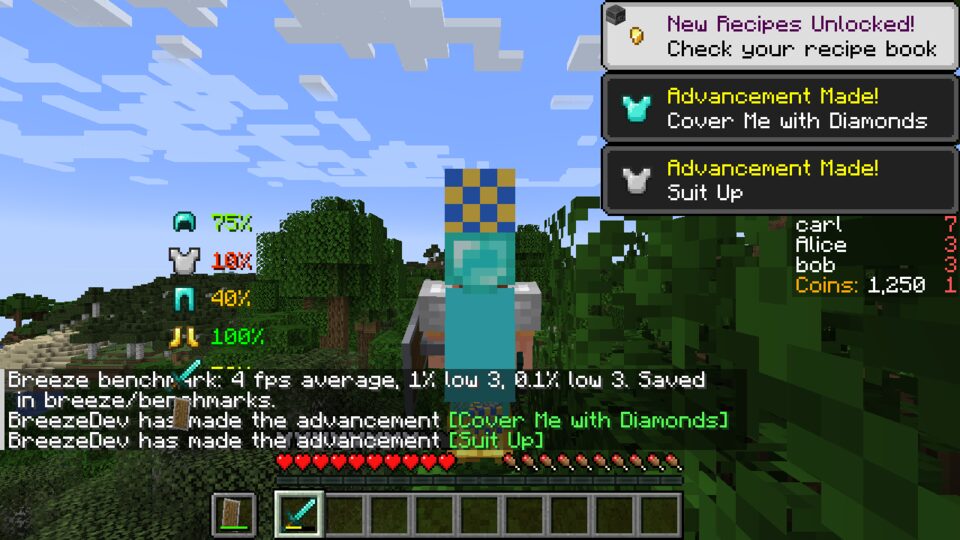 New Recipes Unlocked!
Check your recipe book
Advancement Made!
Cover Me with Diamonds
Advancement Made!
Suit Up
carl 7
Alice 3
bob 3
Coins: 1,250 1
75%
10%
40%
100%
Breeze benchmark: 4 fps average, 1% low 3, 0.1% low 3. Saved
in breeze/benchmarks.
BreezeDev has made the advancement [Cover Me with Diamonds]
BreezeDev has made the advancement [Suit Up]